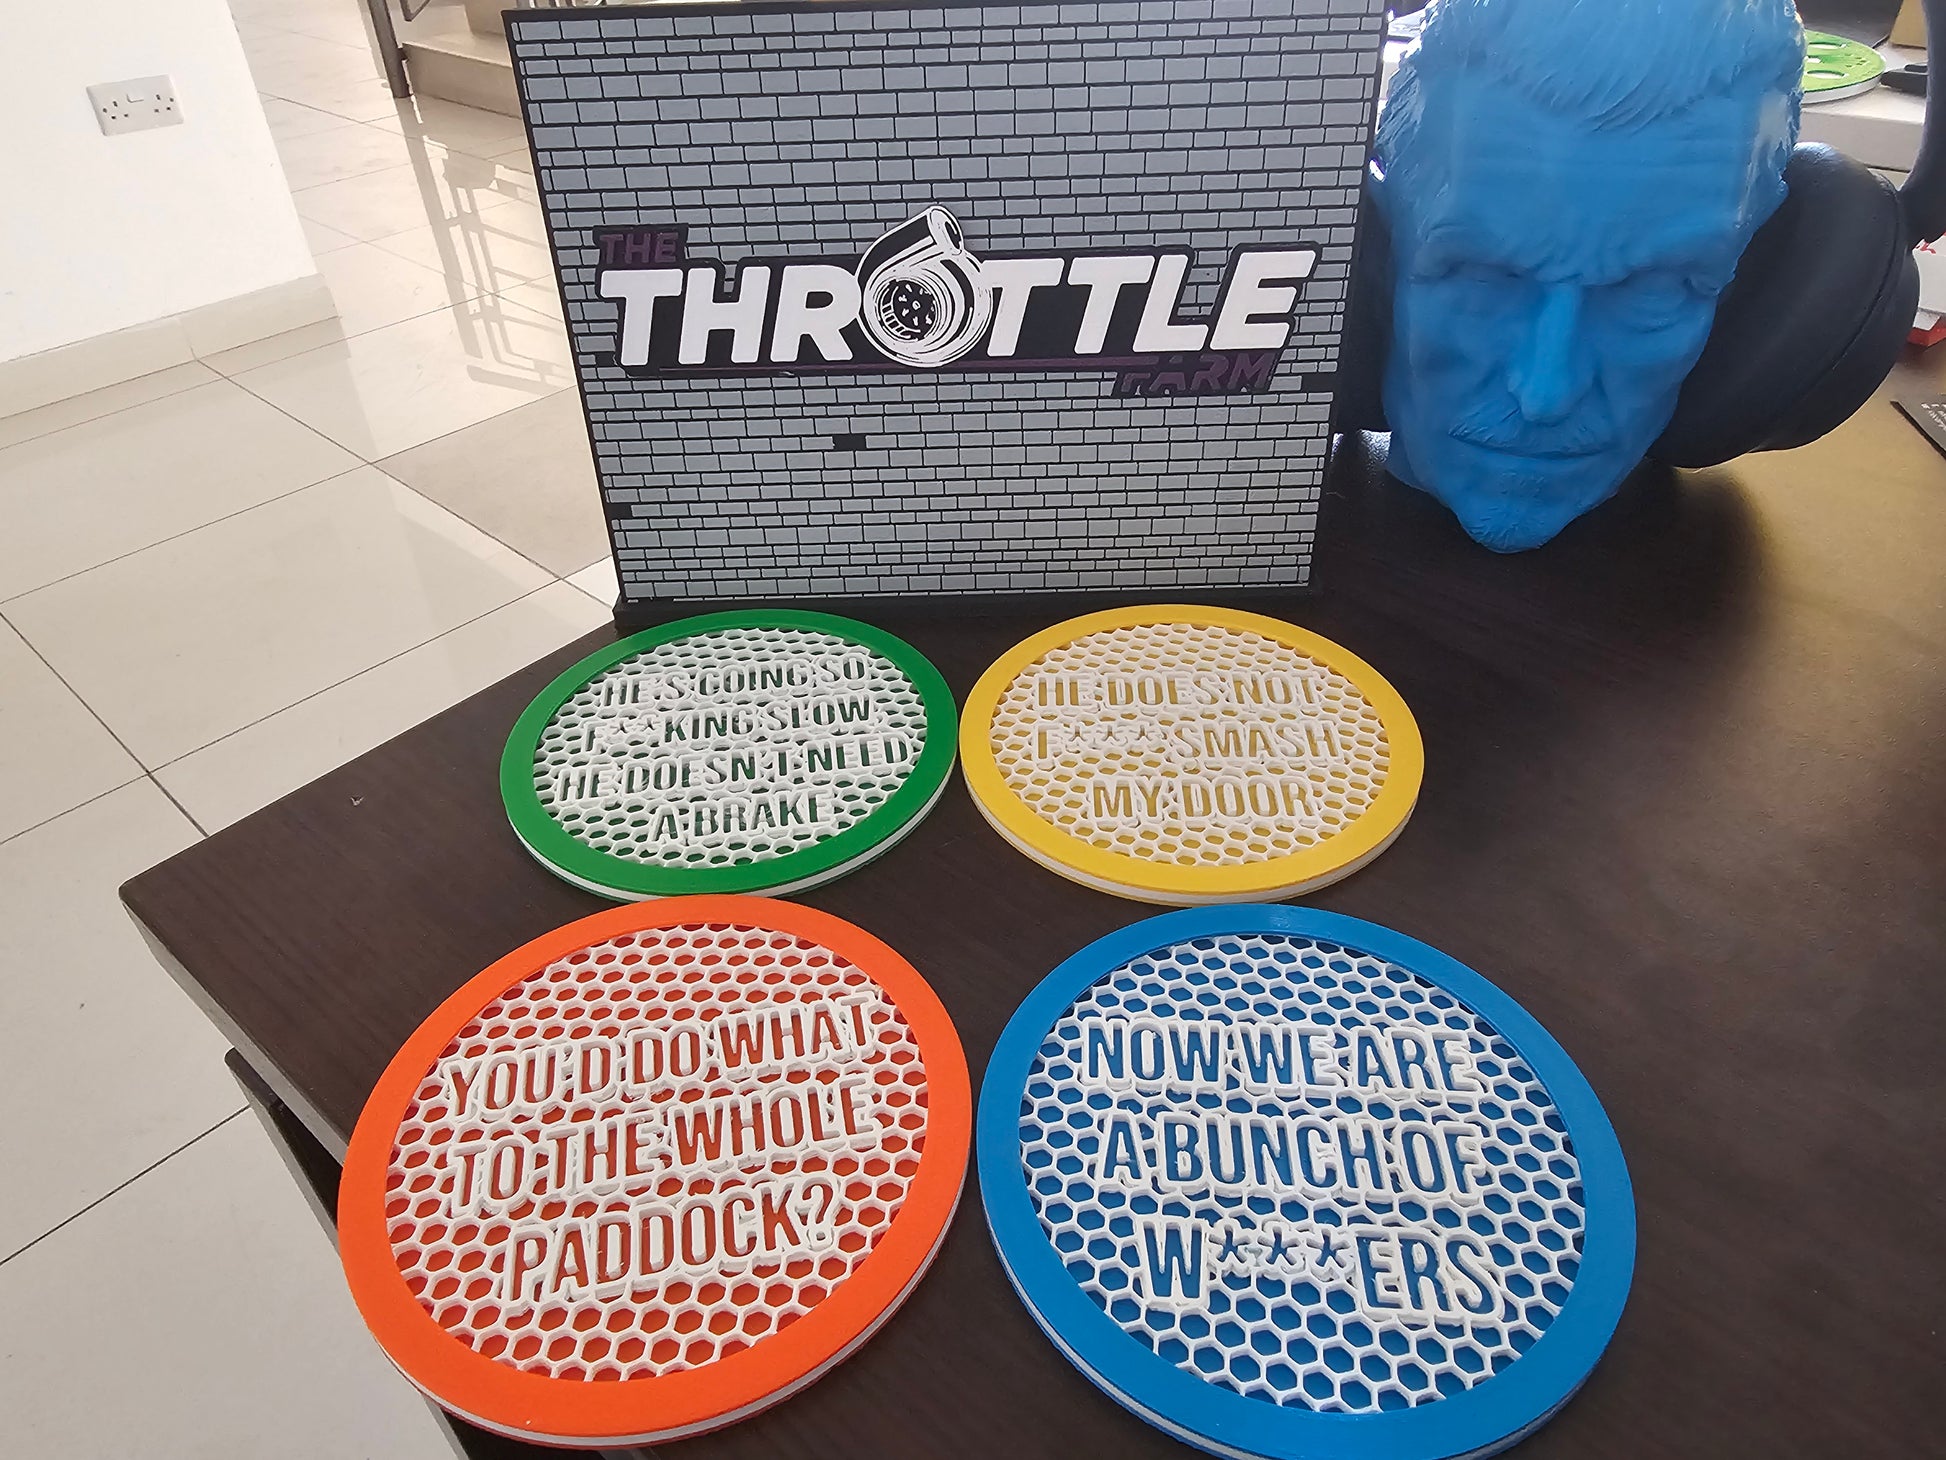 THE
THROTTLE
FARM
HE'S GOING SO
F***KING SLOW
HE DOESN'T NEED
A BRAKE
HE DOES NOT
F**** SMASH
MY DOOR
YOU'D DO WHAT
TO THE WHOLE
PADDOCK?
NOW WE ARE
A BUNCH OF
W***ERS